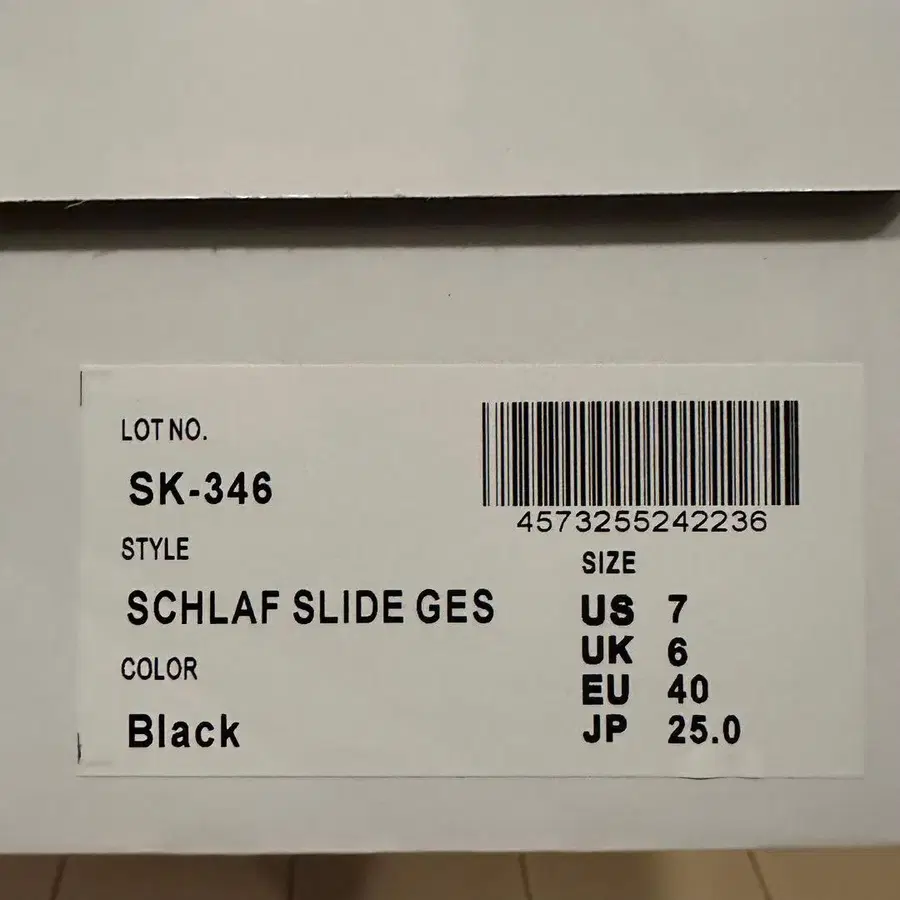 LOT NO.
SK-346
STYLE
SCHLAF SLIDE GES
COLOR
Black
4573255242236
SIZE
US 7
UK 6
EU 40
JP 25.0